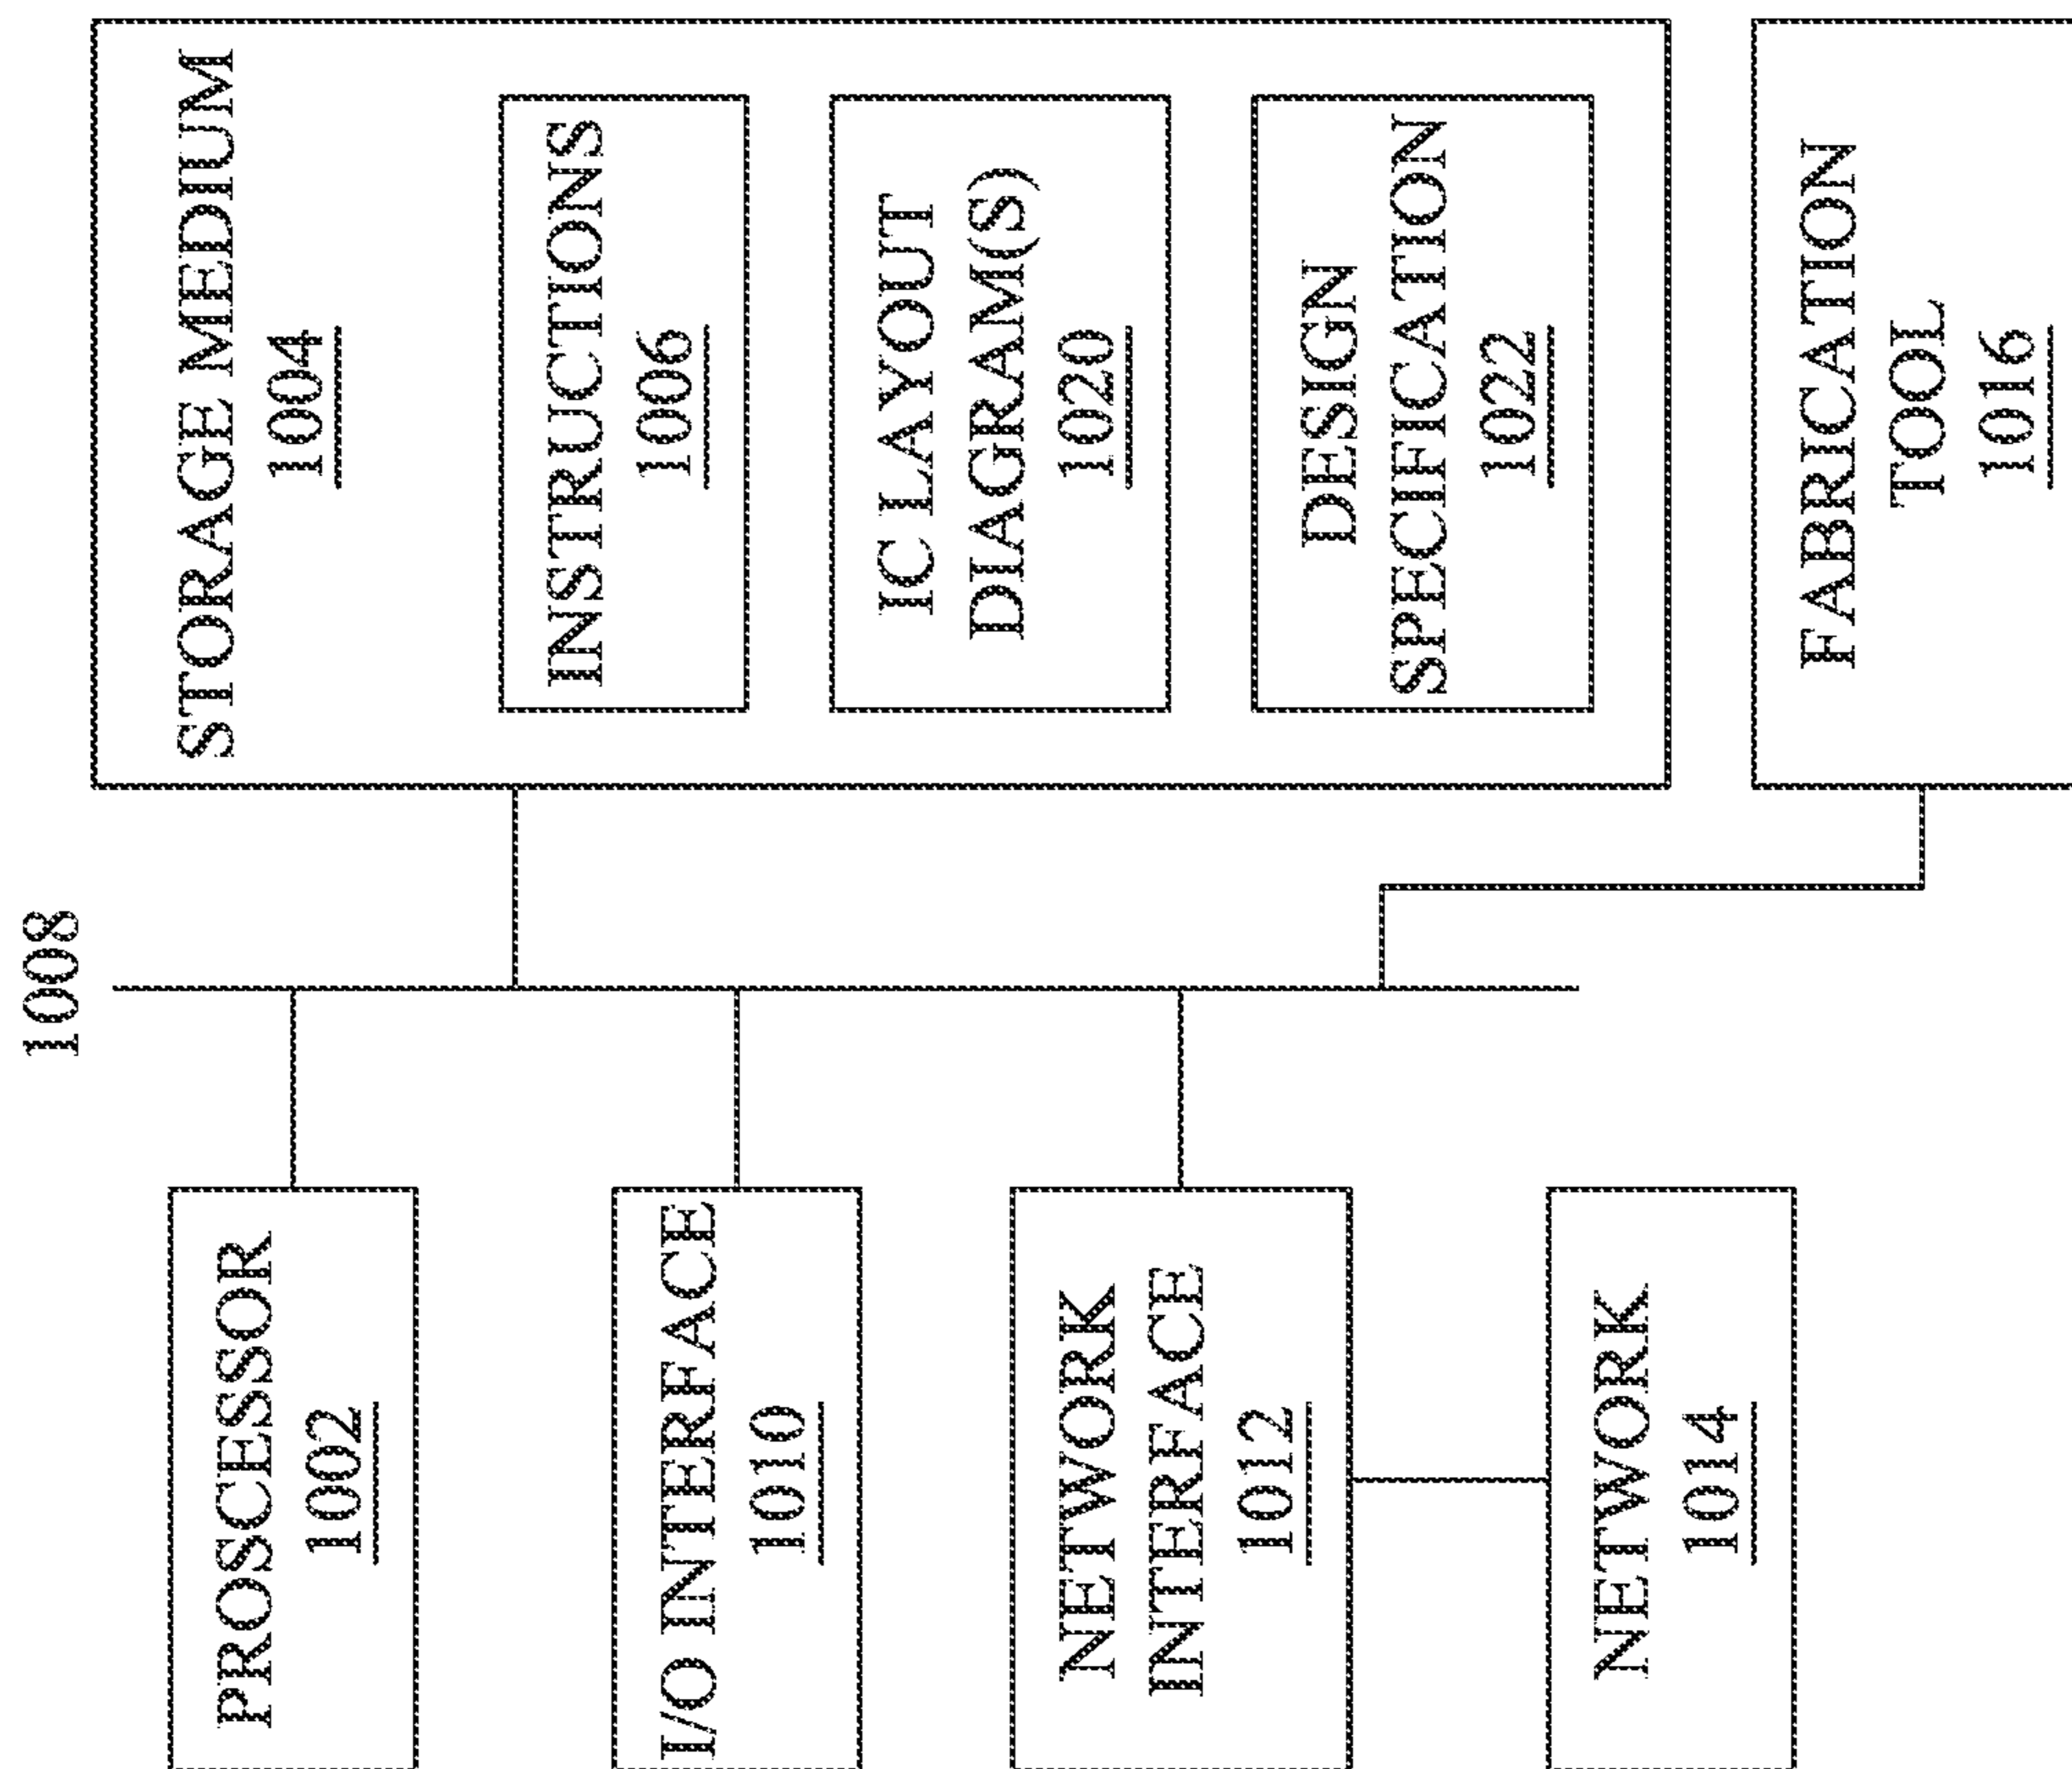 1008
PROSCESSOR
1002
I/O INTERFACE
1010
NETWORK
INTERFACE
1012
NETWORK
1014
STORAGE MEDIUM
1004
INSTRUCTIONS
1006
IC LAYOUT
DIAGRAM(S)
1020
DESIGN
SPECIFICATION
1022
FABRICATION
TOOL
1016